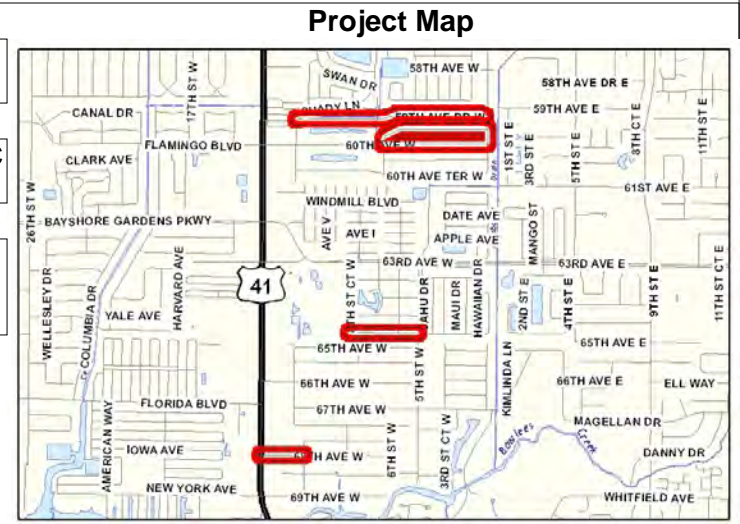 Project Map
58TH AVE W
SWAN DR
58TH AVE DR E
17TH ST W
CANAL DR
59TH AVE E
8TH CT E
11TH ST E
FLAMINGO BLVD
CLARK AVE
1ST ST E
3RD ST E
5TH ST E
60TH AVE TER W
61ST AVE E
26TH ST W
WINDMILL BLVD
BAYSHORE GARDENS PKWY
AVE V
AVE I
DATE AVE
APPLE AVE
MANGO ST
63RD AVE W
63RD AVE E
WELLESLEY DR
COLUMBIA DR
HARVARD AVE
41
MAUI DR
HAWAIIAN DR
2ND ST E
4TH ST E
9TH ST E
11TH ST CT E
YALE AVE
65TH AVE W
65TH AVE E
5TH ST W
KIMLINDA LN
66TH AVE W
66TH AVE E
ELL WAY
FLORIDA BLVD
67TH AVE W
AMERICAN WAY
6TH ST W
3RD ST CT W
MAGELLAN DR
Bowlees Creek
IOWA AVE
DANNY DR
NEW YORK AVE
69TH AVE W
WHITFIELD AVE